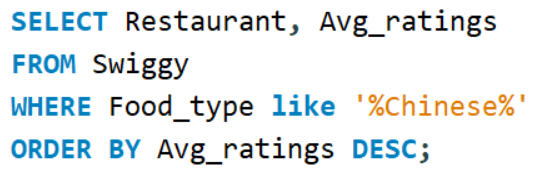 SELECT Restaurant, Avg_ratings
FROM Swiggy
WHERE Food_type like '%Chinese%'
ORDER BY Avg_ratings DESC;